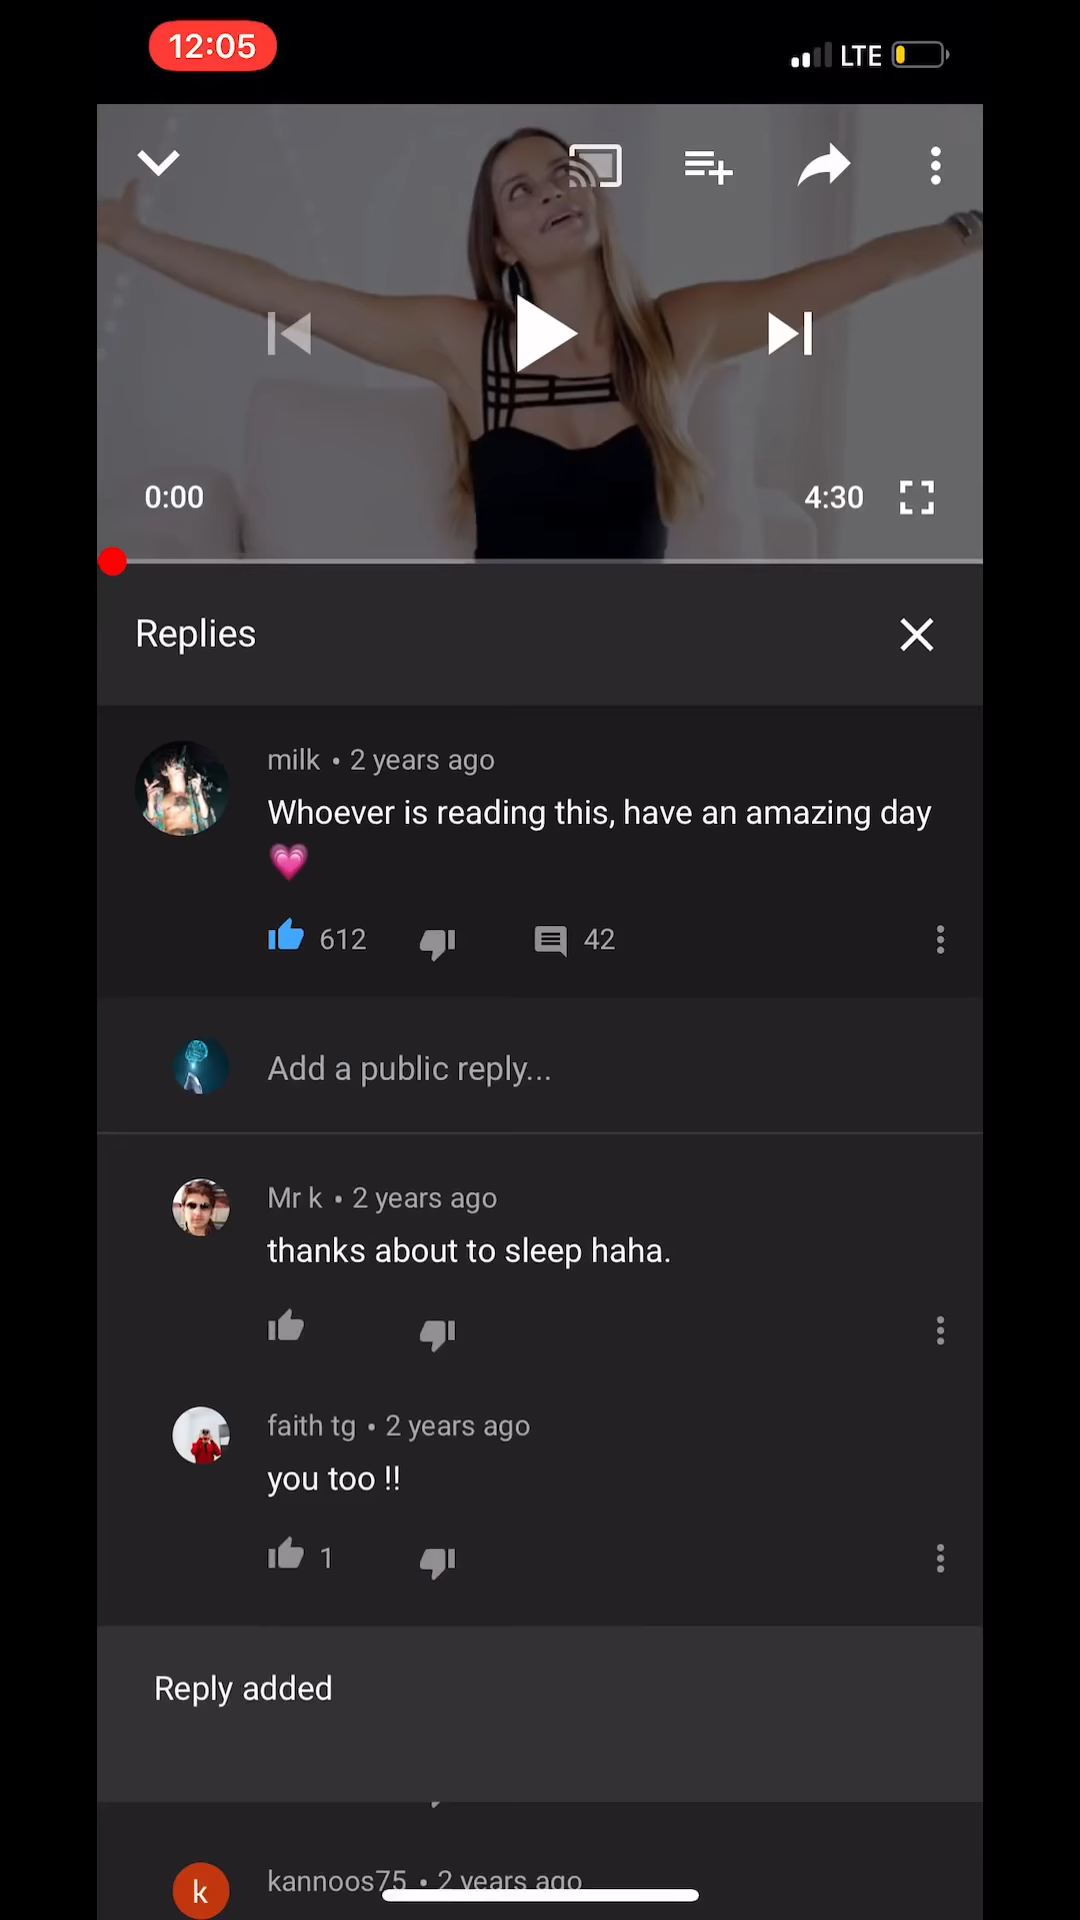 12:05
LTE
0:00
4:30
Replies
milk • 2 years ago
Whoever is reading this, have an amazing day
💗
612
42
Add a public reply...
Mr k • 2 years ago
thanks about to sleep haha.
faith tg • 2 years ago
you too !!
1
Reply added
k
kannoos75 • 2 years ago